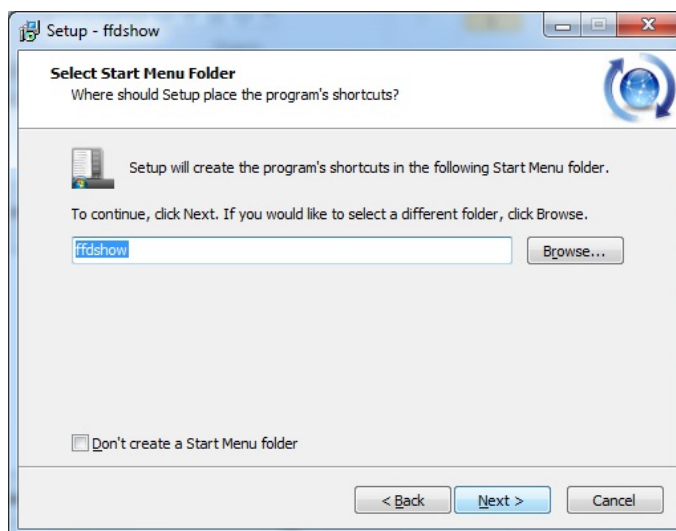 Setup - ffdshow
Select Start Menu Folder
Where should Setup place the program's shortcuts?
Setup will create the program's shortcuts in the following Start Menu folder.
To continue, click Next. If you would like to select a different folder, click Browse.
ffdshow
Browse...
Don't create a Start Menu folder
< Back
Next >
Cancel